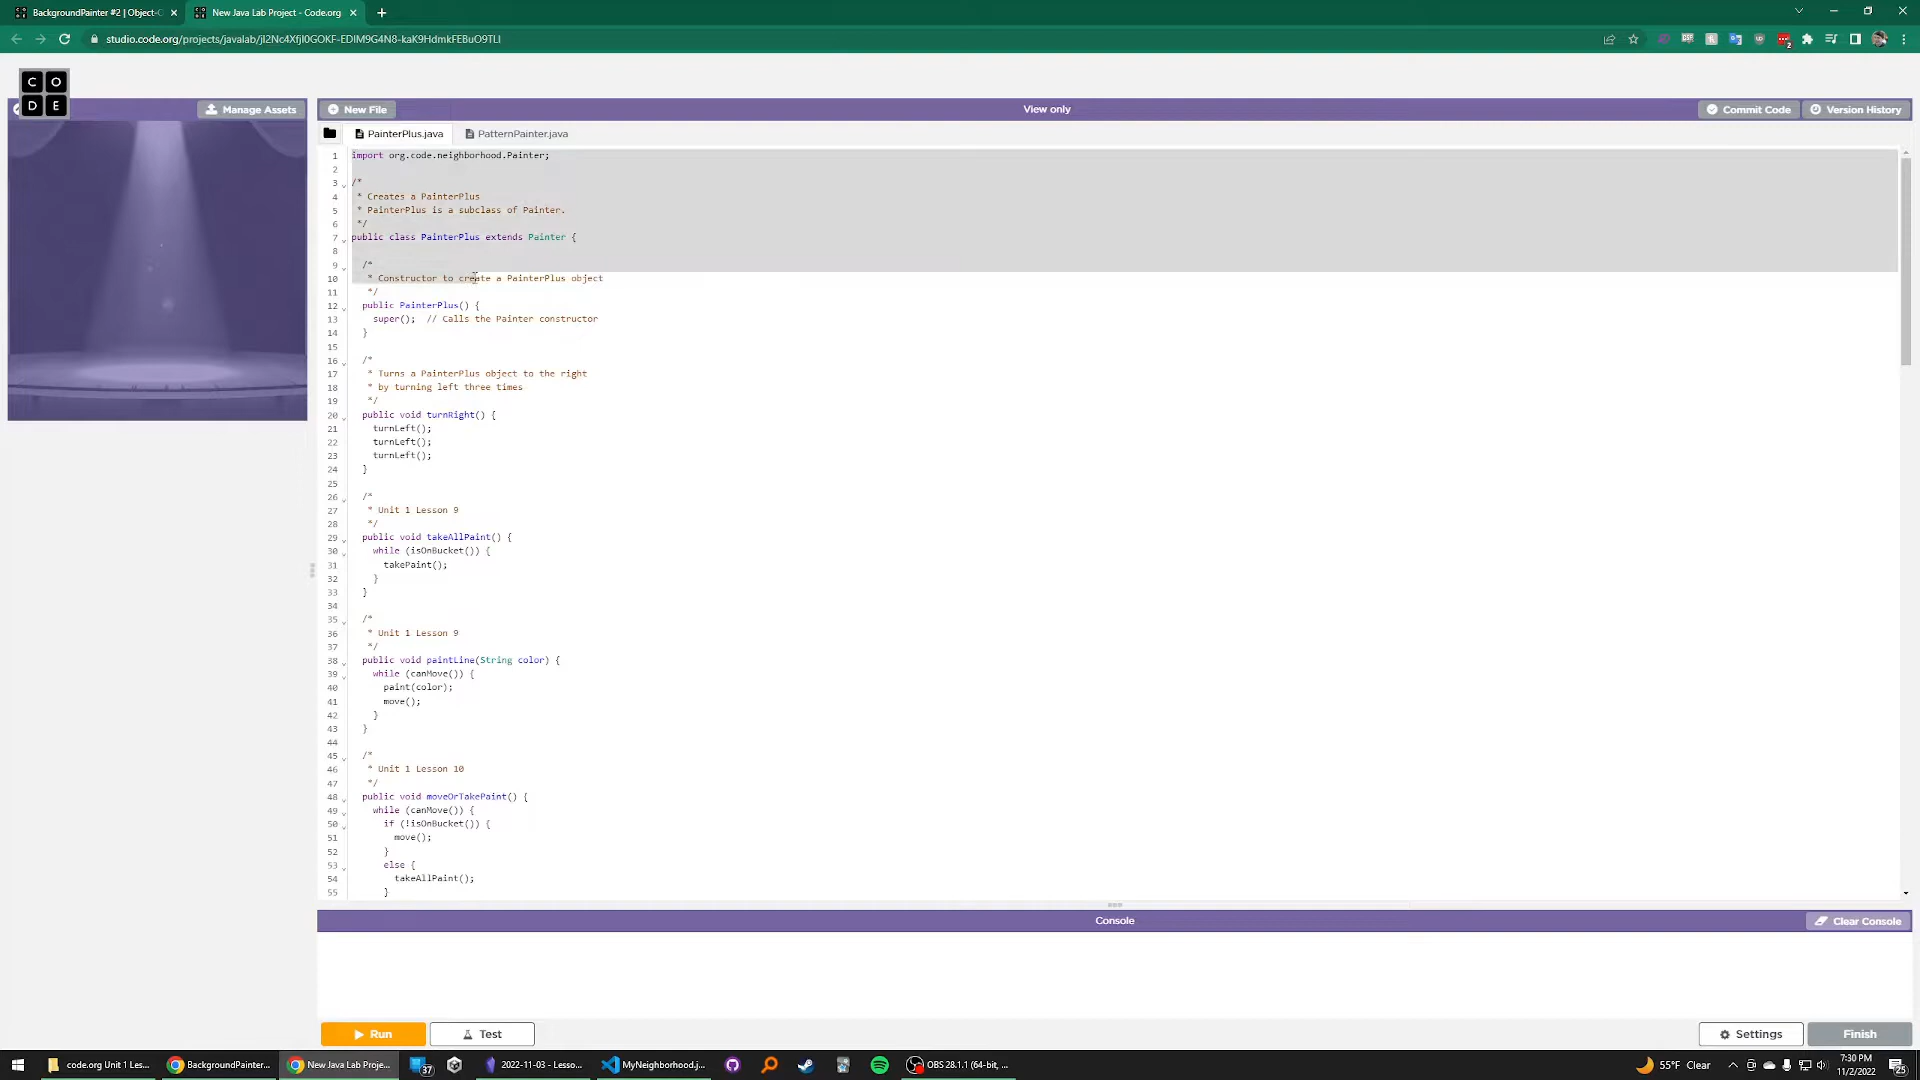 BackgroundPainter #2 | Object-O
New Java Lab Project - Code.org
studio.code.org/projects/javalab/
CO
DE
Manage Assets
New File
View only
Commit Code
Version History
PainterPlus.java
PatternPainter.java
1 import org.code.neighborhood.Painter;
2
3 /*
4 * Creates a PainterPlus
5 * PainterPlus is a subclass of Painter.
6 */
7 public class PainterPlus extends Painter {
8
9 /*
10 * Constructor to create a PainterPlus object
11 */
12 public PainterPlus() {
13 super(); // Calls the Painter constructor
14 }
15
16 /*
17 * Turns a PainterPlus object to the right
18 * by turning left three times
19 */
20 public void turnRight() {
21 turnLeft();
22 turnLeft();
23 turnLeft();
24 }
25
26 /*
27 * Unit 1 Lesson 9
28 */
29 public void takeAllPaint() {
30 while (isOnBucket()) {
31 takePaint();
32 }
33 }
34
35 /*
36 * Unit 1 Lesson 9
37 */
38 public void paintLine(String color) {
39 while (canMove()) {
40 paint(color);
41 move();
42 }
43 }
44
45 /*
46 * Unit 1 Lesson 10
47 */
48 public void moveOrTakePaint() {
49 while (canMove()) {
50 if (!isOnBucket()) {
51 move();
52 }
53 else {
54 takeAllPaint();
55 }
Console
Clear Console
Run
Test
Settings
Finish
code.org Unit 1 Les...
BackgroundPainter...
New Java Lab Proje...
37
2022-11-03 - Lesso...
MyNeighborhood.j...
OBS 28.1.1 (64-bit, ...
55°F Clear
7:30 PM
11/2/2022
25